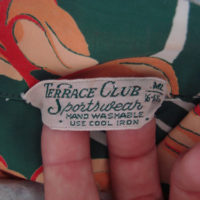 Terrace Club
Sportswear
HAND WASHABLE
USE COOL IRON